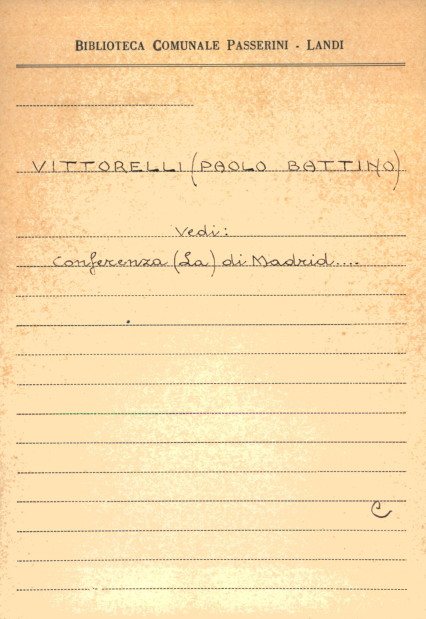 BIBLIOTECA COMUNALE PASSERINI - LANDI
VITTORELLI (PAOLO BATTINO)
Vedi:
Conferenza (La) di Madrid....
C